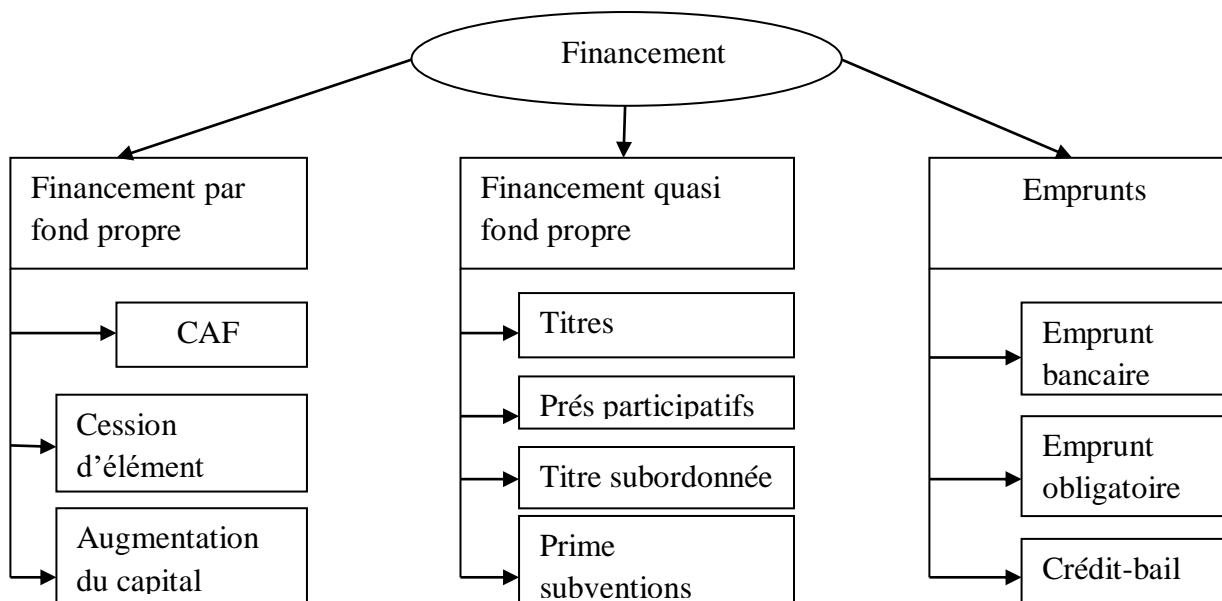 Financement
Financement par
fond propre
CAF
Cession
d’élément
Augmentation
du capital
Financement quasi
fond propre
Titres
Prés participatifs
Titre subordonnée
Prime
subventions
Emprunts
Emprunt
bancaire
Emprunt
obligatoire
Crédit-bail